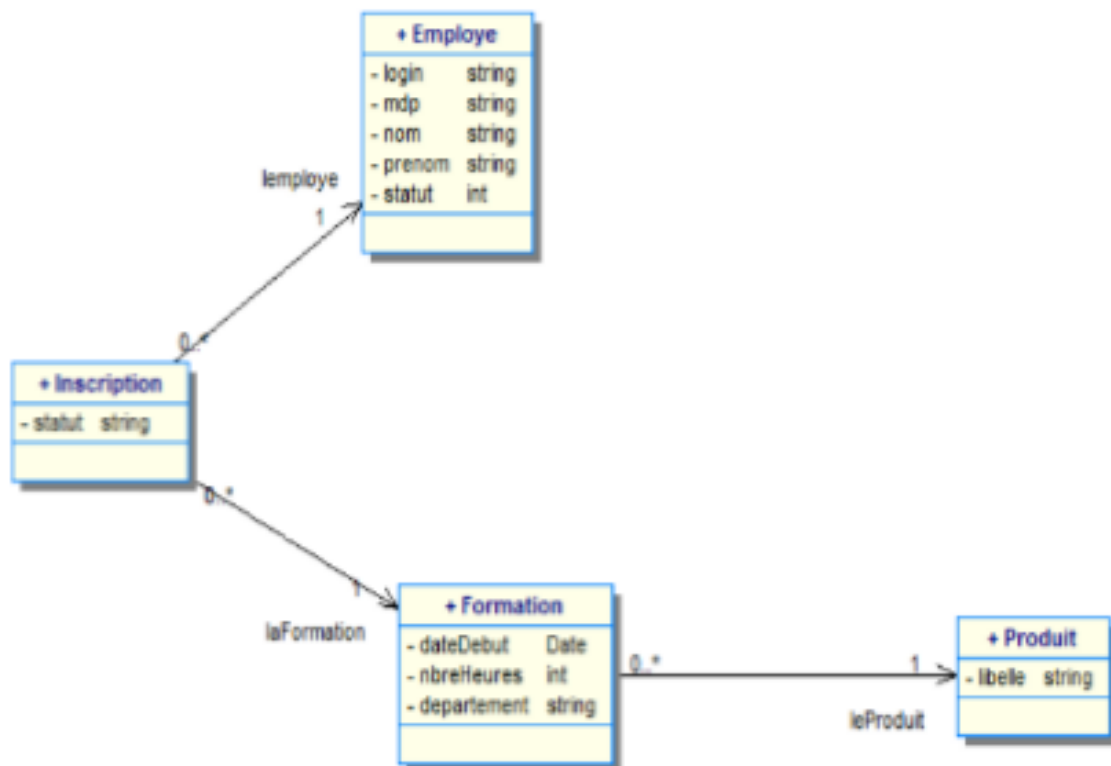 + Employe
- login string
- mdp string
- nom string
- prenom string
- statut int
lemploye
1
0..*
+ Inscription
- statut string
0..*
1
laFormation
+ Formation
- dateDebut Date
- nbreHeures int
- departement string
0..*
1
leProduit
+ Produit
- libelle string